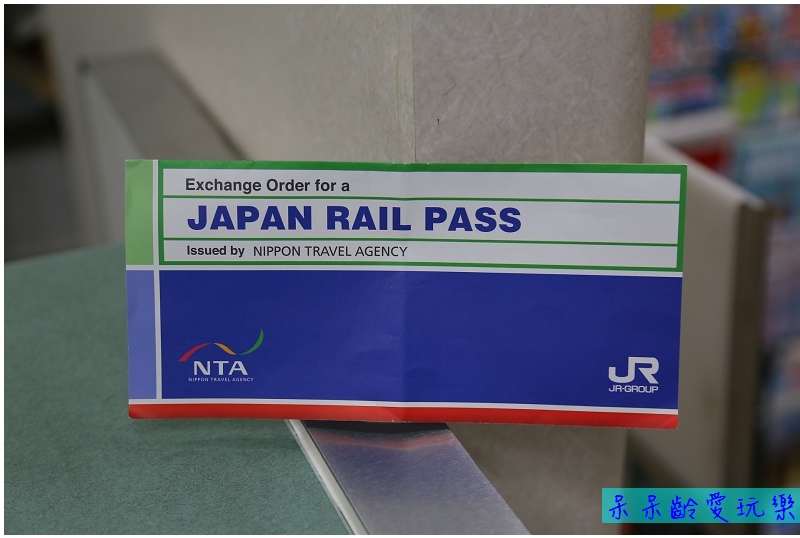 Exchange Order for a
JAPAN RAIL PASS
Issued by NIPPON TRAVEL AGENCY
NTA
NIPPON TRAVEL AGENCY
JR
JR-GROUP
呆呆齡愛玩樂